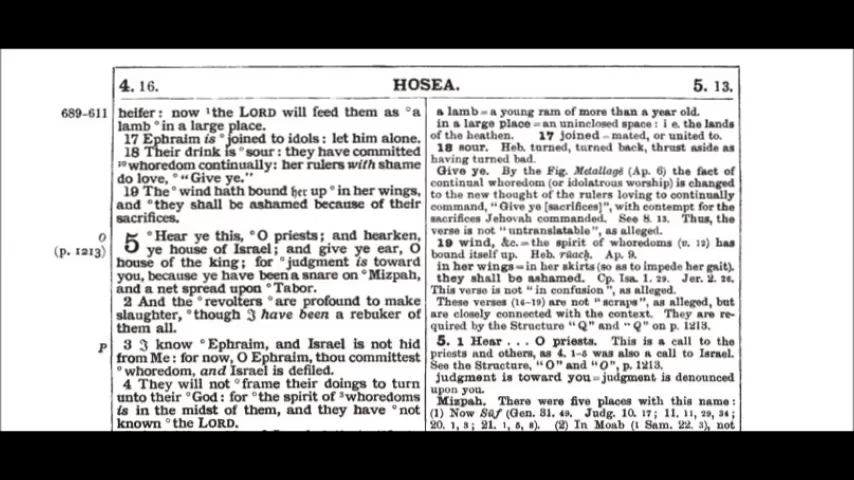 4. 16. HOSEA. 5. 13.
689-611
heifer: now ¹the LORD will feed them as °a
lamb °in a large place.
17 Ephraim is °joined to idols: let him alone.
18 Their drink is °sour: they have committed
¹⁰whoredom continually: her rulers with shame
do love, °“Give ye.”
19 The °wind hath bound her up °in her wings,
and °they shall be ashamed because of their
sacrifices.
O
(p. 1213)
5 °Hear ye this, °O priests; and hearken,
ye house of Israel; and give ye ear, O
house of the king; for °judgment is toward
you, because ye have been a snare on °Mizpah,
and a net spread upon °Tabor.
2 And the °revolters °are profound to make
slaughter, °though I have been a rebuker of
them all.
P
3 I know °Ephraim, and Israel is not hid
from Me: for now, O Ephraim, thou committest
°whoredom, and Israel is defiled.
4 They will not °frame their doings to turn
unto their °God: for °the spirit of ³whoredoms
is in the midst of them, and they have °not
known °the LORD.
a lamb=a young ram of more than a year old.
in a large place=an uninclosed space: i e. the lands
of the heathen. 17 joined=mated, or united to.
18 sour. Heb. turned, turned back, thrust aside as
having turned bad.
Give ye. By the Fig. Metallagē (Ap. 6) the fact of
continual whoredom (or idolatrous worship) is changed
to the new thought of the rulers loving to continually
command, “Give ye [sacrifices]”, with contempt for the
sacrifices Jehovah commanded. See 8. 13. Thus, the
verse is not “untranslatable”, as alleged.
19 wind, &c.=the spirit of whoredoms (v. 12) has
bound itself up. Heb. rūach. Ap. 9.
in her wings=in her skirts (so as to impede her gait).
they shall be ashamed. Cp. Isa. 1. 29. Jer. 2. 26.
This verse is not “in confusion”, as alleged.
These verses (16-19) are not “scraps”, as alleged, but
are closely connected with the context. They are re-
quired by the Structure “Q” and “Q” on p. 1213.
5. 1 Hear . . . O priests. This is a call to the
priests and others, as 4. 1-5 was also a call to Israel.
See the Structure, “O” and “O”, p. 1213.
judgment is toward you=judgment is denounced
upon you.
Mizpah. There were five places with this name:
(1) Now Sūf (Gen. 31. 49. Judg. 10. 17; 11. 11, 29, 34;
20. 1, 3; 21. 1, 5, 8). (2) In Moab (1 Sam. 22. 3), not